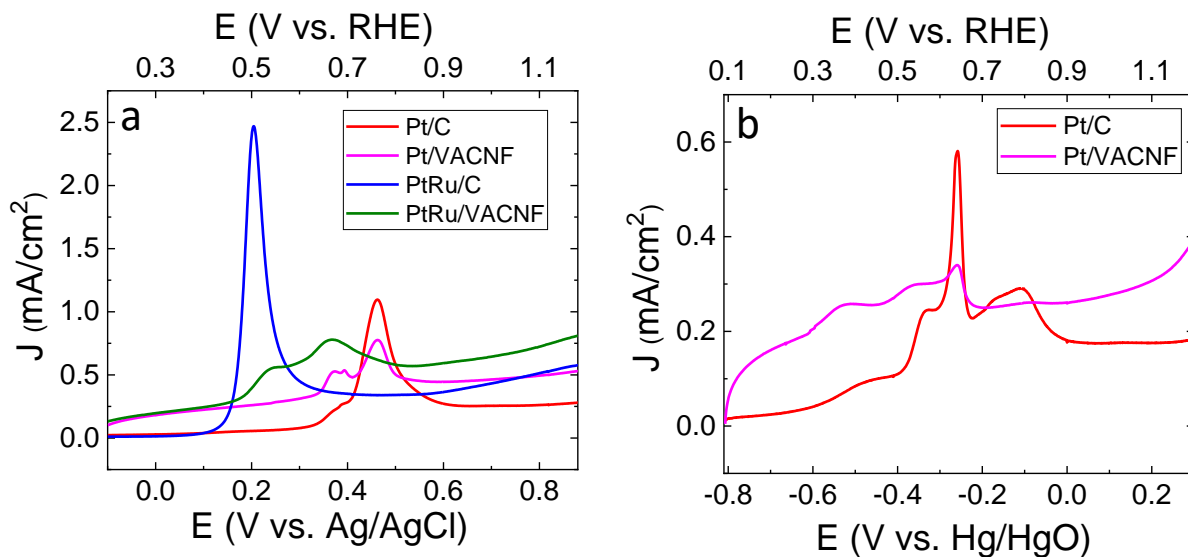 E (V vs. RHE)
0.3 0.5 0.7 0.9 1.1
a
Pt/C
Pt/VACNF
PtRu/C
PtRu/VACNF
2.5
2.0
1.5
1.0
0.5
0.0
J (mA/cm²)
0.0 0.2 0.4 0.6 0.8
E (V vs. Ag/AgCl)
E (V vs. RHE)
0.1 0.3 0.5 0.7 0.9 1.1
b
Pt/C
Pt/VACNF
0.6
0.4
0.2
0.0
J (mA/cm²)
-0.8 -0.6 -0.4 -0.2 0.0 0.2
E (V vs. Hg/HgO)